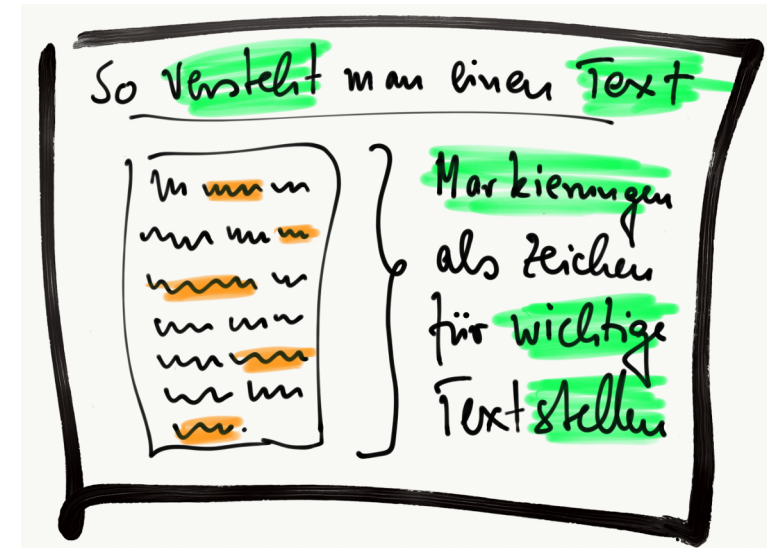 So versteht man einen Text
Markierungen
als Zeichen
für wichtige
Textstellen